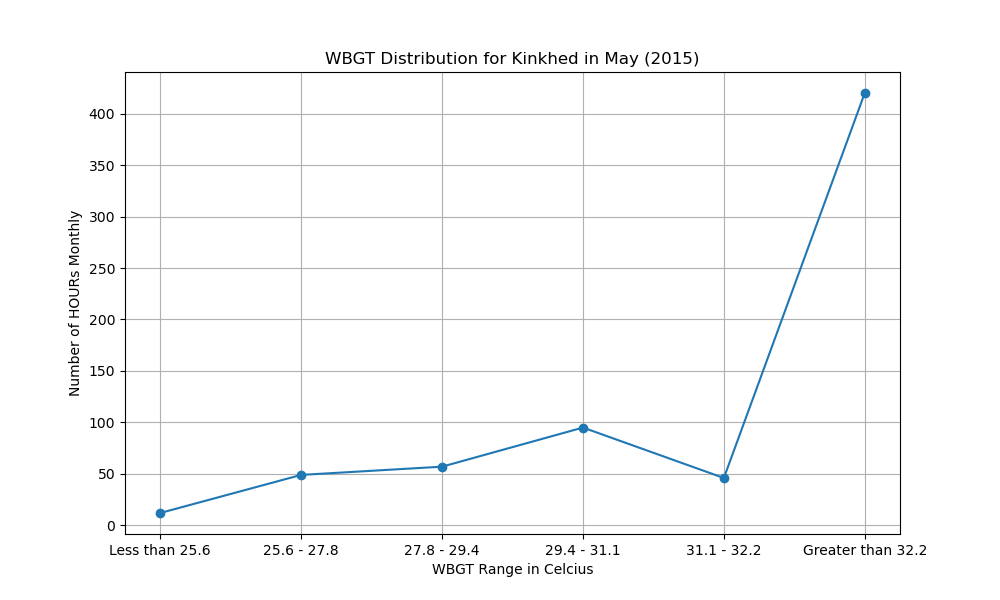 WBGT Distribution for Kinkhed in May (2015)
Number of HOURs Monthly
400
350
300
250
200
150
100
50
0
Less than 25.6 25.6 - 27.8 27.8 - 29.4 29.4 - 31.1 31.1 - 32.2 Greater than 32.2
WBGT Range in Celcius